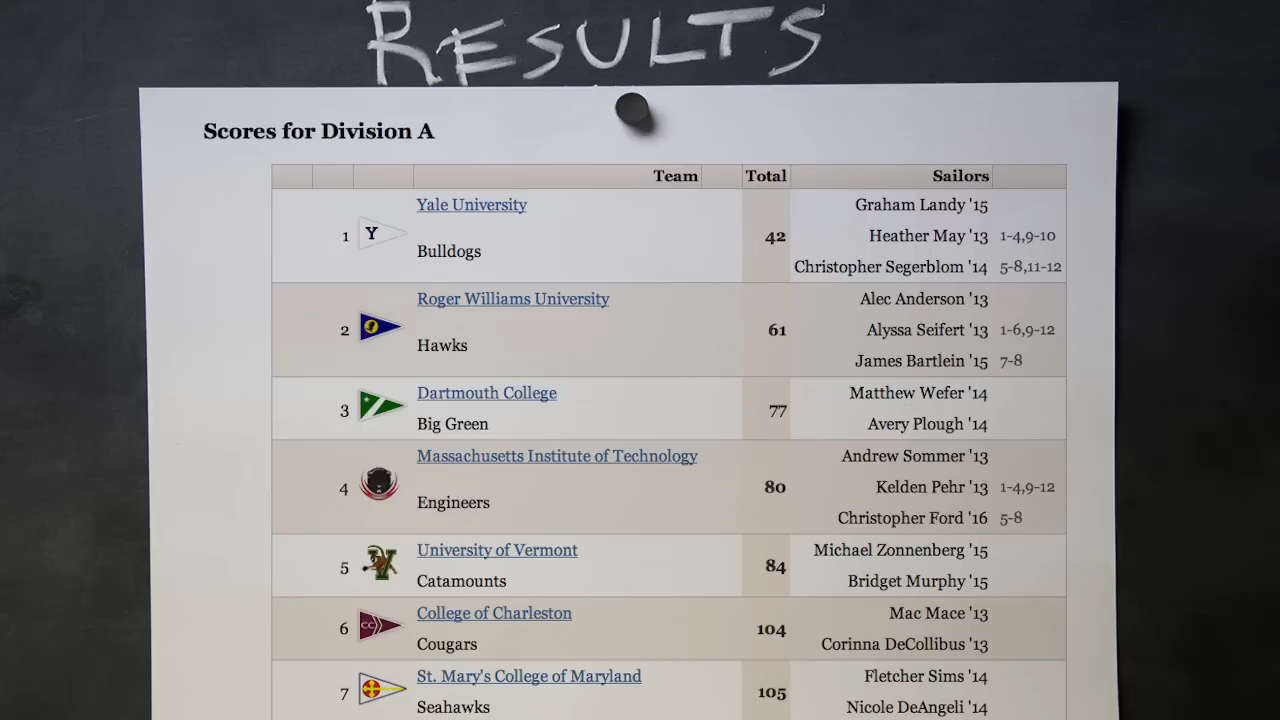 RESULTS
Scores for Division A
Team Total Sailors
Yale University Graham Landy '15
1 Y Bulldogs 42 Heather May '13 1-4,9-10
Christopher Segerblom '14 5-8,11-12
Roger Williams University Alec Anderson '13
2 Hawks 61 Alyssa Seifert '13 1-6,9-12
James Bartlein '15 7-8
3 Dartmouth College 77 Matthew Wefer '14
Big Green Avery Plough '14
Massachusetts Institute of Technology Andrew Sommer '13
4 Engineers 80 Kelden Pehr '13 1-4,9-12
Christopher Ford '16 5-8
5 V University of Vermont 84 Michael Zonnenberg '15
Catamounts Bridget Murphy '15
6 CC College of Charleston 104 Mac Mace '13
Cougars Corinna DeCollibus '13
7 St. Mary's College of Maryland 105 Fletcher Sims '14
Seahawks Nicole DeAngeli '14